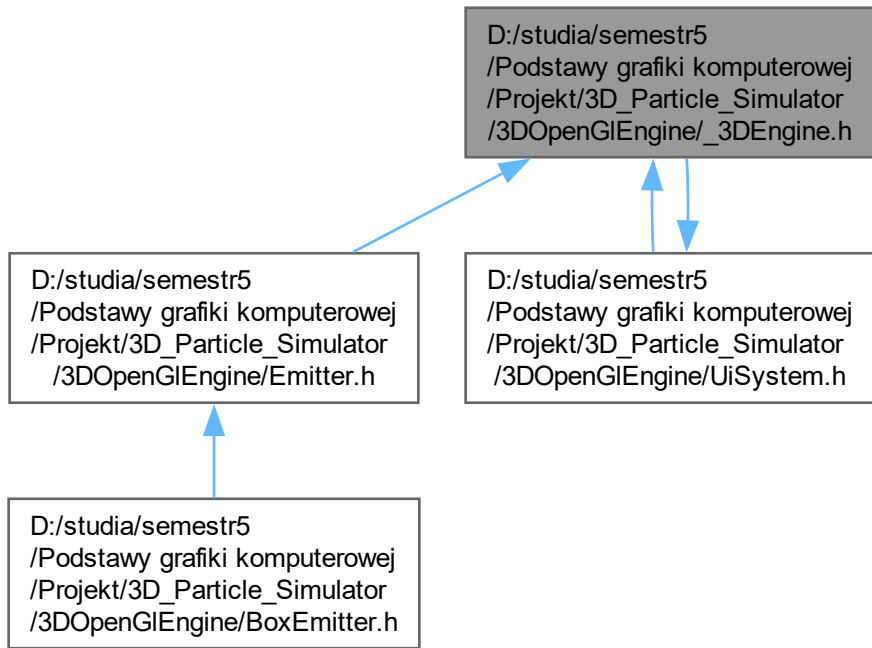 D:/studia/semestr5
/Podstawy grafiki komputerowej
/Projekt/3D_Particle_Simulator
/3DOpenGlEngine/_3DEngine.h
D:/studia/semestr5
/Podstawy grafiki komputerowej
/Projekt/3D_Particle_Simulator
/3DOpenGlEngine/Emitter.h
D:/studia/semestr5
/Podstawy grafiki komputerowej
/Projekt/3D_Particle_Simulator
/3DOpenGlEngine/UiSystem.h
D:/studia/semestr5
/Podstawy grafiki komputerowej
/Projekt/3D_Particle_Simulator
/3DOpenGlEngine/BoxEmitter.h